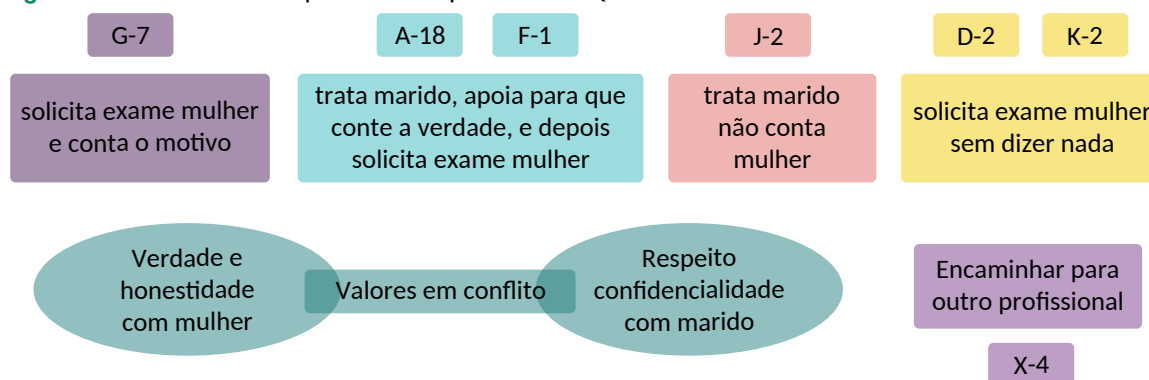 G-7
A-18
F-1
J-2
D-2
K-2
solicita exame mulher
e conta o motivo
trata marido, apoia para que
conte a verdade, e depois
solicita exame mulher
trata marido
não conta
mulher
solicita exame mulher
sem dizer nada
Verdade e
honestidade
com mulher
Valores em conflito
Respeito
confidencialidade
com marido
Encaminhar para
outro profissional
X-4